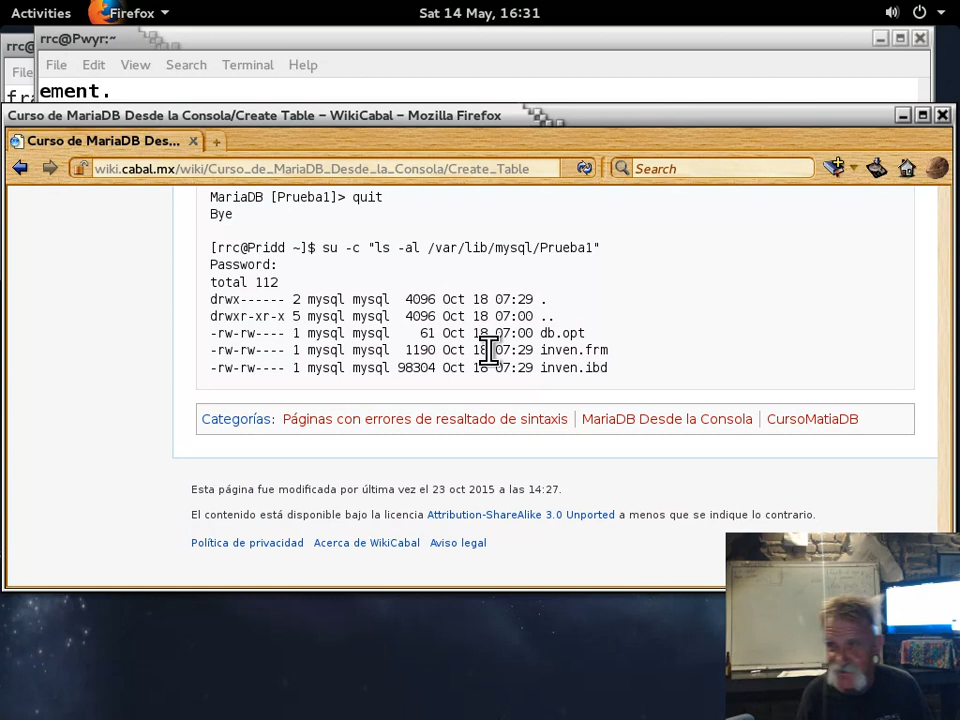 Activities Firefox Sat 14 May, 16:31
rrc@Pwyr:~
File Edit View Search Terminal Help
ement.
Curso de MariaDB Desde la Consola/Create Table – WikiCabal – Mozilla Firefox
Curso de MariaDB Des...
wiki.cabal.mx/wiki/Curso_de_MariaDB_Desde_la_Consola/Create_Table Search
MariaDB [Prueba1]> quit
Bye
[rrc@Pridd ~]$ su -c "ls -al /var/lib/mysql/Prueba1"
Password:
total 112
drwx------ 2 mysql mysql 4096 Oct 18 07:29 .
drwxr-xr-x 5 mysql mysql 4096 Oct 18 07:00 ..
-rw-rw---- 1 mysql mysql 61 Oct 18 07:00 db.opt
-rw-rw---- 1 mysql mysql 1190 Oct 18 07:29 inven.frm
-rw-rw---- 1 mysql mysql 98304 Oct 18 07:29 inven.ibd
Categorías: Páginas con errores de resaltado de sintaxis | MariaDB Desde la Consola | CursoMatiaDB
Esta página fue modificada por última vez el 23 oct 2015 a las 14:27.
El contenido está disponible bajo la licencia Attribution-ShareAlike 3.0 Unported a menos que se indique lo contrario.
Política de privacidad Acerca de WikiCabal Aviso legal